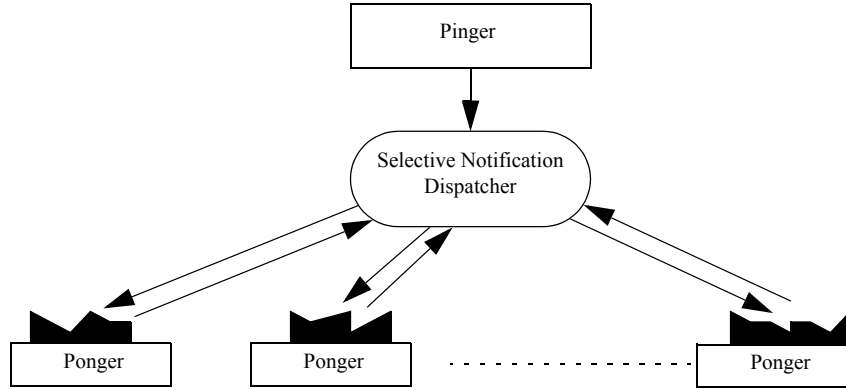 Pinger
Selective Notification
Dispatcher
Ponger
Ponger
Ponger